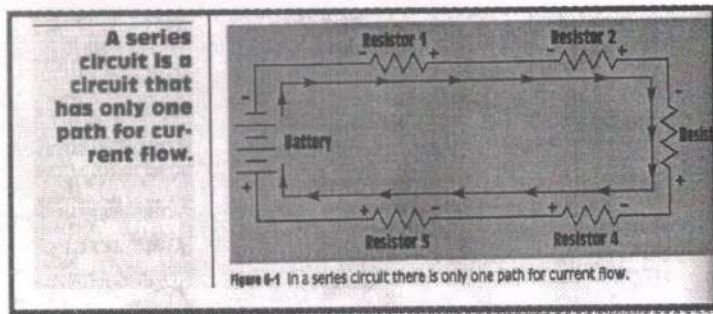 A series
circuit is a
circuit that
has only one
path for cur-
rent flow.
Resistor 1
Resistor 2
- +
- +
-
-
Battery
Resist
+
+
+ -
+ -
Resistor 5
Resistor 4
Figure 6-1 In a series circuit there is only one path for current flow.